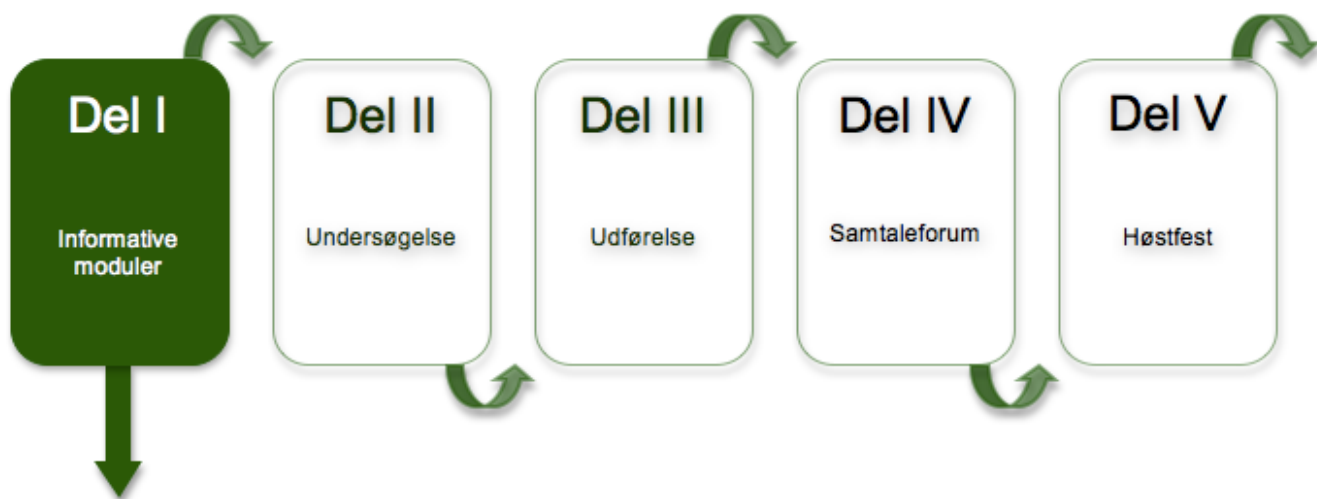 Del I
Informative
moduler
Del II
Undersøgelse
Del III
Udførelse
Del IV
Samtaleforum
Del V
Høstfest